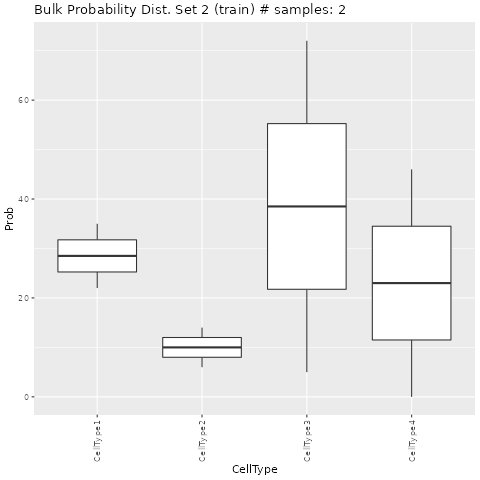 Bulk Probability Dist. Set 2 (train) # samples: 2
Prob
60
40
20
0
CellType1
CellType2
CellType3
CellType4
CellType